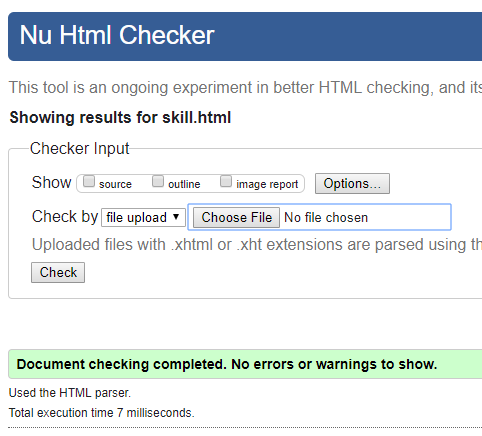 Nu Html Checker
This tool is an ongoing experiment in better HTML checking, and its
Showing results for skill.html
Checker Input
Show source outline image report Options...
Check by file upload Choose File No file chosen
Uploaded files with .xhtml or .xht extensions are parsed using th
Check
Document checking completed. No errors or warnings to show.
Used the HTML parser.
Total execution time 7 milliseconds.